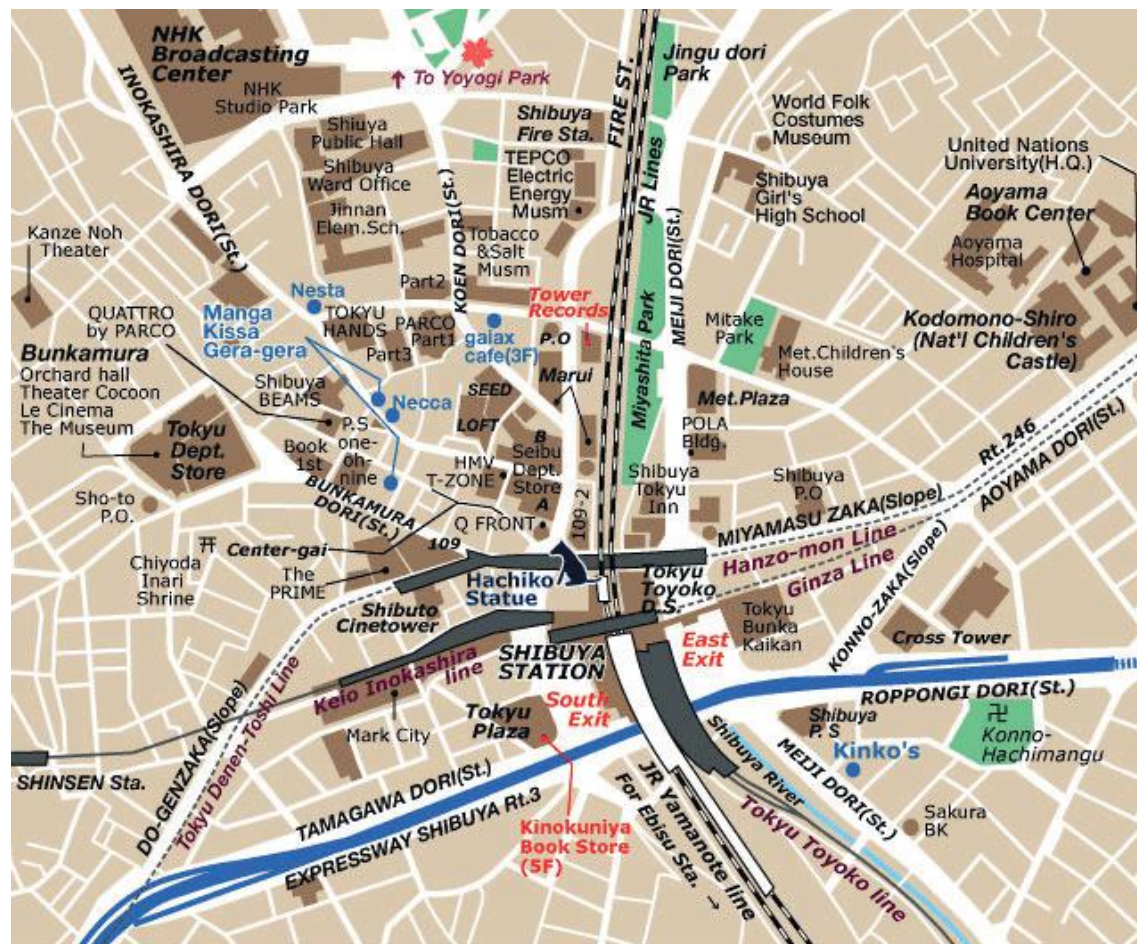 NHK
Broadcasting
Center
NHK
Studio Park
↑ To Yoyogi Park
INOKASHIRA DORI(St.)
Shiuya
Public Hall
Shibuya
Ward Office
Jinnan
Elem.Sch.
Shibuya
Fire Sta.
TEPCO
Electric
Energy
Musm
FIRE ST.
Jingu dori
Park
JR Lines
World Folk
Costumes
Museum
Shibuya
Girl's
High School
United Nations
University(H.Q.)
Aoyama
Book Center
Aoyama
Hospital
Kodomono-Shiro
(Nat'l Children's
Castle)
Kanze Noh
Theater
KOEN DORI(St.)
Tobacco
&Salt
Musm
Part2
Nesta
TOKYU
HANDS
PARCO
Part1
Part3
galax
cafe(3F)
Tower
Records
P.O
Miyashita Park
MEIJI DORI(St.)
Mitake
Park
Met.Children's
House
QUATTRO
by PARCO
Manga
Kissa
Gera-gera
Bunkamura
Orchard hall
Theater Cocoon
Le Cinema
The Museum
Shibuya
BEAMS
Necca
SEED
LOFT
Marui
Met.Plaza
POLA
Bldg.
Tokyu
Dept.
Store
P.S
one-
oh-
nine
Book
1st
BUNKAMURA
DORI(St.)
HMV
T-ZONE
B
Seibu
Dept.
Store
A
Q FRONT
109-2
Shibuya
Tokyu
Inn
Shibuya
P.O
Rt.246
AOYAMA DORI(St.)
MIYAMASU ZAKA(Slope)
Hanzo-mon Line
Ginza Line
KONNO-ZAKA(Slope)
Sho-to
P.O.
Center-gai
109
Chiyoda
Inari
Shrine
The
PRIME
Hachiko
Statue
Tokyu
Toyoko
D.S.
Tokyu
Bunka
Kaikan
Cross Tower
Shibuto
Cinetower
SHIBUYA
STATION
East
Exit
South
Exit
Keio Inokashira
line
Mark City
Tokyu
Plaza
ROPPONGI DORI(St.)
Shibuya
P. S
卍
Konno-
Hachimangu
Kinko's
SHINSEN Sta.
DO-GENZAKA(Slope)
Tokyu Denen-Toshi Line
TAMAGAWA DORI(St.)
EXPRESSWAY SHIBUYA Rt.3
Kinokuniya
Book Store
(5F)
JR Yamanote line
For Ebisu Sta. →
Shibuya River
MEIJI DORI(St.)
Tokyu Toyoko line
Sakura
BK